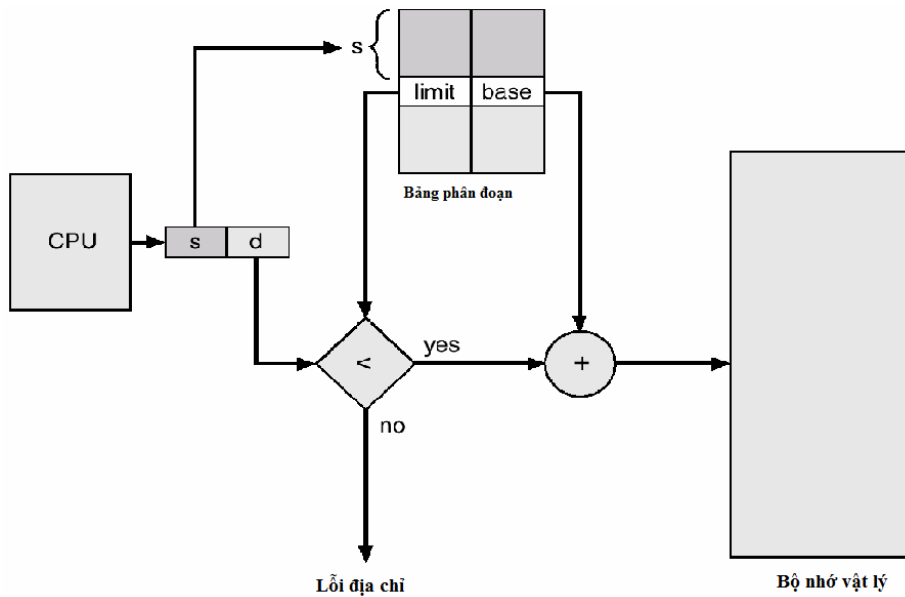 s
limit base
Bảng phân đoạn
CPU
s d
<
yes
+
no
Lỗi địa chỉ
Bộ nhớ vật lý